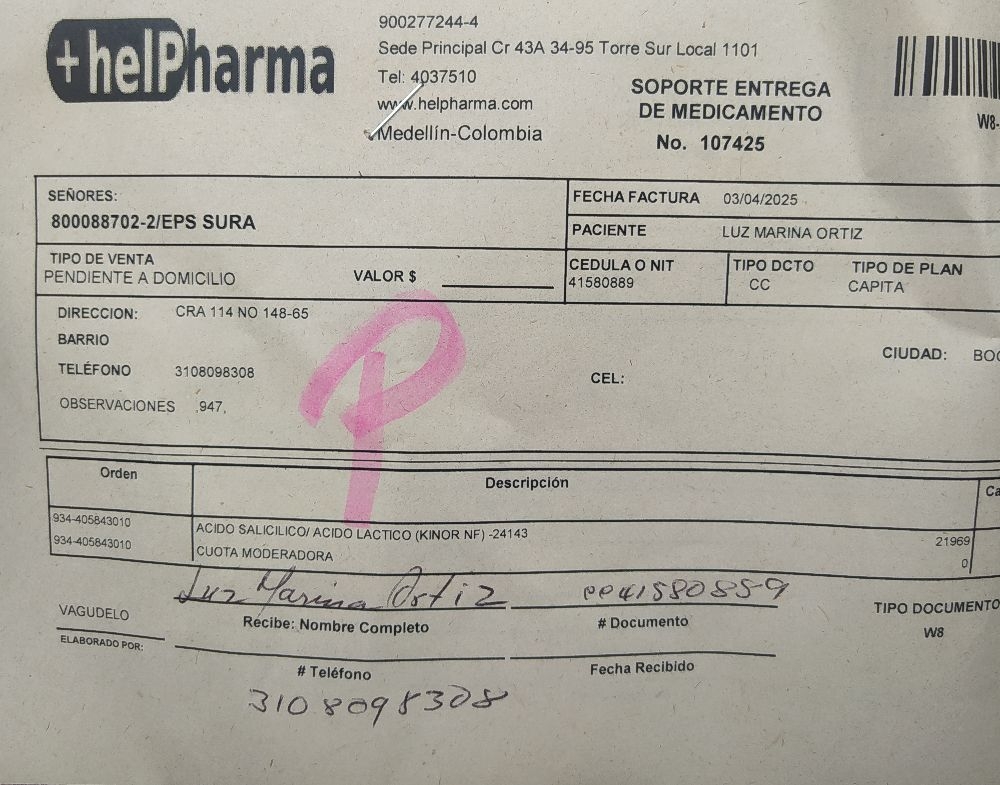 +helPharma
900277244-4
Sede Principal Cr 43A 34-95 Torre Sur Local 1101
Tel: 4037510
www.helpharma.com
Medellín-Colombia
SOPORTE ENTREGA
DE MEDICAMENTO
No. 107425
W8-
SEÑORES:
800088702-2/EPS SURA
FECHA FACTURA 03/04/2025
PACIENTE LUZ MARINA ORTIZ
TIPO DE VENTA
PENDIENTE A DOMICILIO VALOR $
CEDULA O NIT
41580889
TIPO DCTO
CC
TIPO DE PLAN
CAPITA
DIRECCION: CRA 114 NO 148-65
BARRIO
CIUDAD: BOG
TELÉFONO 3108098308
CEL:
OBSERVACIONES ,947,
P
Orden Descripción Ca
934-405843010 ACIDO SALICILICO/ ACIDO LACTICO (KINOR NF) -24143 21969
934-405843010 CUOTA MODERADORA 0
Luz Marina Ortiz cc41580889
VAGUDELO
Recibe: Nombre Completo # Documento
TIPO DOCUMENTO
W8
ELABORADO POR:
# Teléfono Fecha Recibido
3108098308